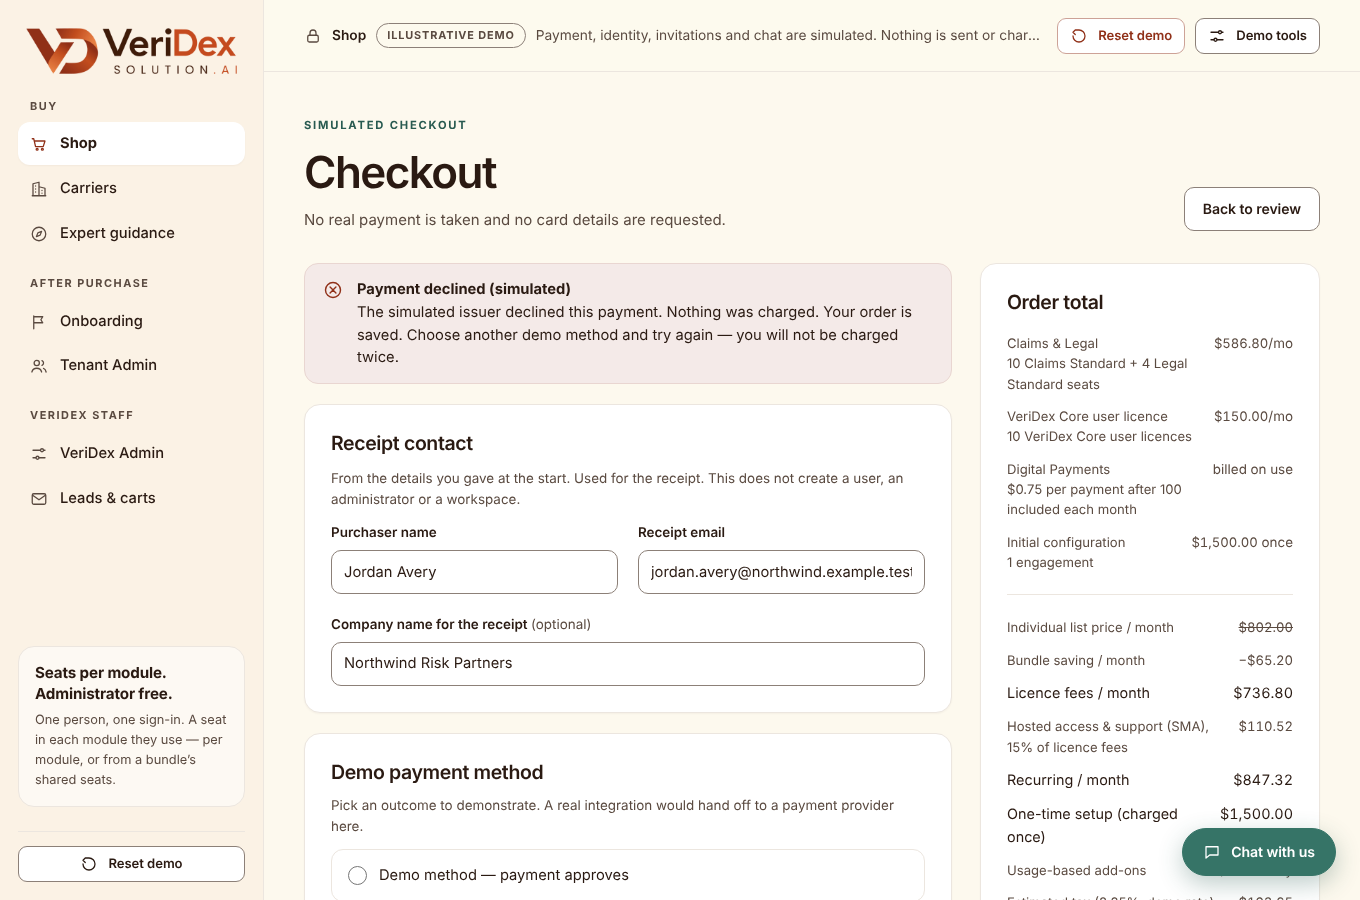 VeriDex
SOLUTION.AI
BUY
Shop
Carriers
Expert guidance
AFTER PURCHASE
Onboarding
Tenant Admin
VERIDEX STAFF
VeriDex Admin
Leads & carts
Seats per module.
Administrator free.
One person, one sign-in. A seat
in each module they use — per
module, or from a bundle’s
shared seats.
Reset demo
Shop
ILLUSTRATIVE DEMO
Payment, identity, invitations and chat are simulated. Nothing is sent or char...
Reset demo
Demo tools
SIMULATED CHECKOUT
Checkout
No real payment is taken and no card details are requested.
Back to review
Payment declined (simulated)
The simulated issuer declined this payment. Nothing was charged. Your order is
saved. Choose another demo method and try again — you will not be charged
twice.
Receipt contact
From the details you gave at the start. Used for the receipt. This does not create a user, an
administrator or a workspace.
Purchaser name
Receipt email
Jordan Avery
jordan.avery@northwind.example.test
Company name for the receipt (optional)
Northwind Risk Partners
Demo payment method
Pick an outcome to demonstrate. A real integration would hand off to a payment provider
here.
Demo method — payment approves
Order total
Claims & Legal $586.80/mo
10 Claims Standard + 4 Legal
Standard seats
VeriDex Core user licence $150.00/mo
10 VeriDex Core user licences
Digital Payments billed on use
$0.75 per payment after 100
included each month
Initial configuration $1,500.00 once
1 engagement
Individual list price / month $802.00
Bundle saving / month −$65.20
Licence fees / month $736.80
Hosted access & support (SMA), $110.52
15% of licence fees
Recurring / month $847.32
One-time setup (charged $1,500.00
once)
Usage-based add-ons
Chat with us